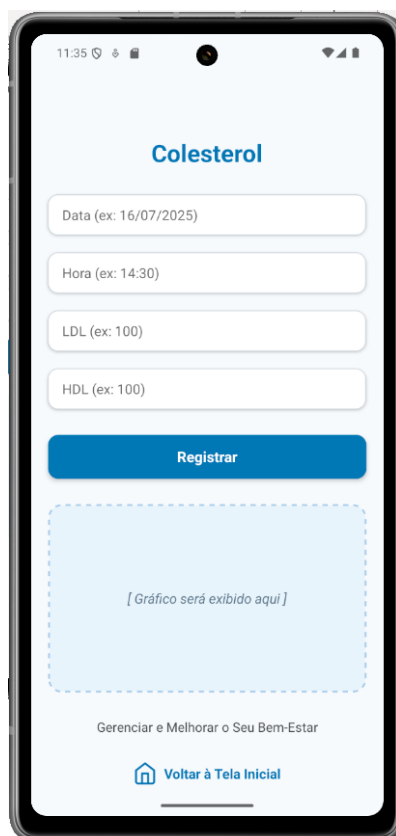 11:35
Colesterol
Data (ex: 16/07/2025)
Hora (ex: 14:30)
LDL (ex: 100)
HDL (ex: 100)
Registrar
[ Gráfico será exibido aqui ]
Gerenciar e Melhorar o Seu Bem-Estar
Voltar à Tela Inicial